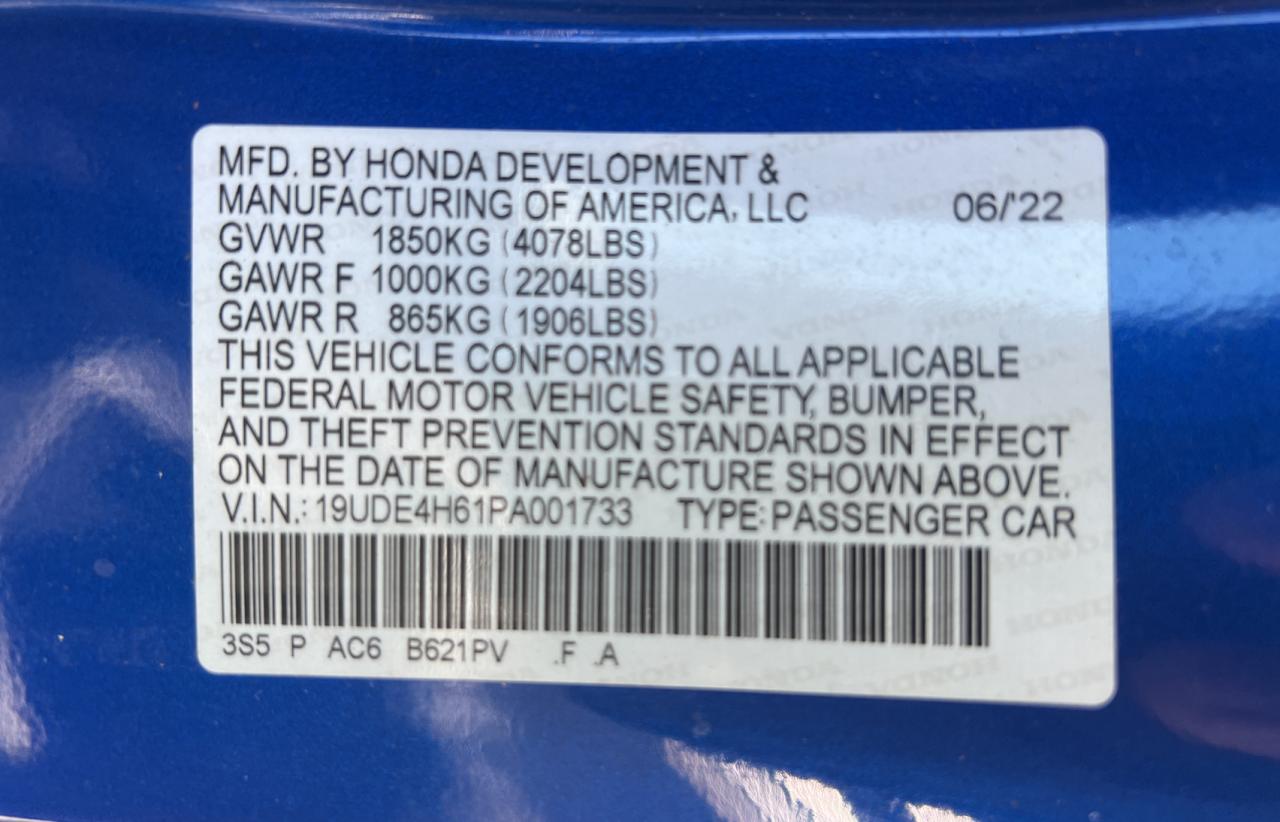 MFD. BY HONDA DEVELOPMENT &
MANUFACTURING OF AMERICA, LLC 06/'22
GVWR 1850KG (4078LBS)
GAWR F 1000KG (2204LBS)
GAWR R 865KG (1906LBS)
THIS VEHICLE CONFORMS TO ALL APPLICABLE
FEDERAL MOTOR VEHICLE SAFETY, BUMPER,
AND THEFT PREVENTION STANDARDS IN EFFECT
ON THE DATE OF MANUFACTURE SHOWN ABOVE.
V.I.N.: 19UDE4H61PA001733 TYPE: PASSENGER CAR
3S5 P AC6 B621PV .F .A